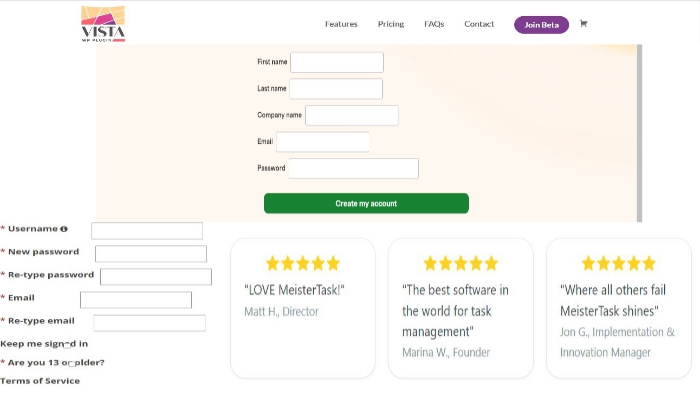 VISTA
WP PLUGIN
Features Pricing FAQs Contact Join Beta
First name
Last name
Company name
Email
Password
Create my account
* Username
* New password
* Re-type password
* Email
* Re-type email
Keep me signed in
* Are you 13 or older?
Terms of Service
"LOVE MeisterTask!"
Matt H., Director
"The best software in
the world for task
management"
Marina W., Founder
"Where all others fail
MeisterTask shines"
Jon G., Implementation &
Innovation Manager